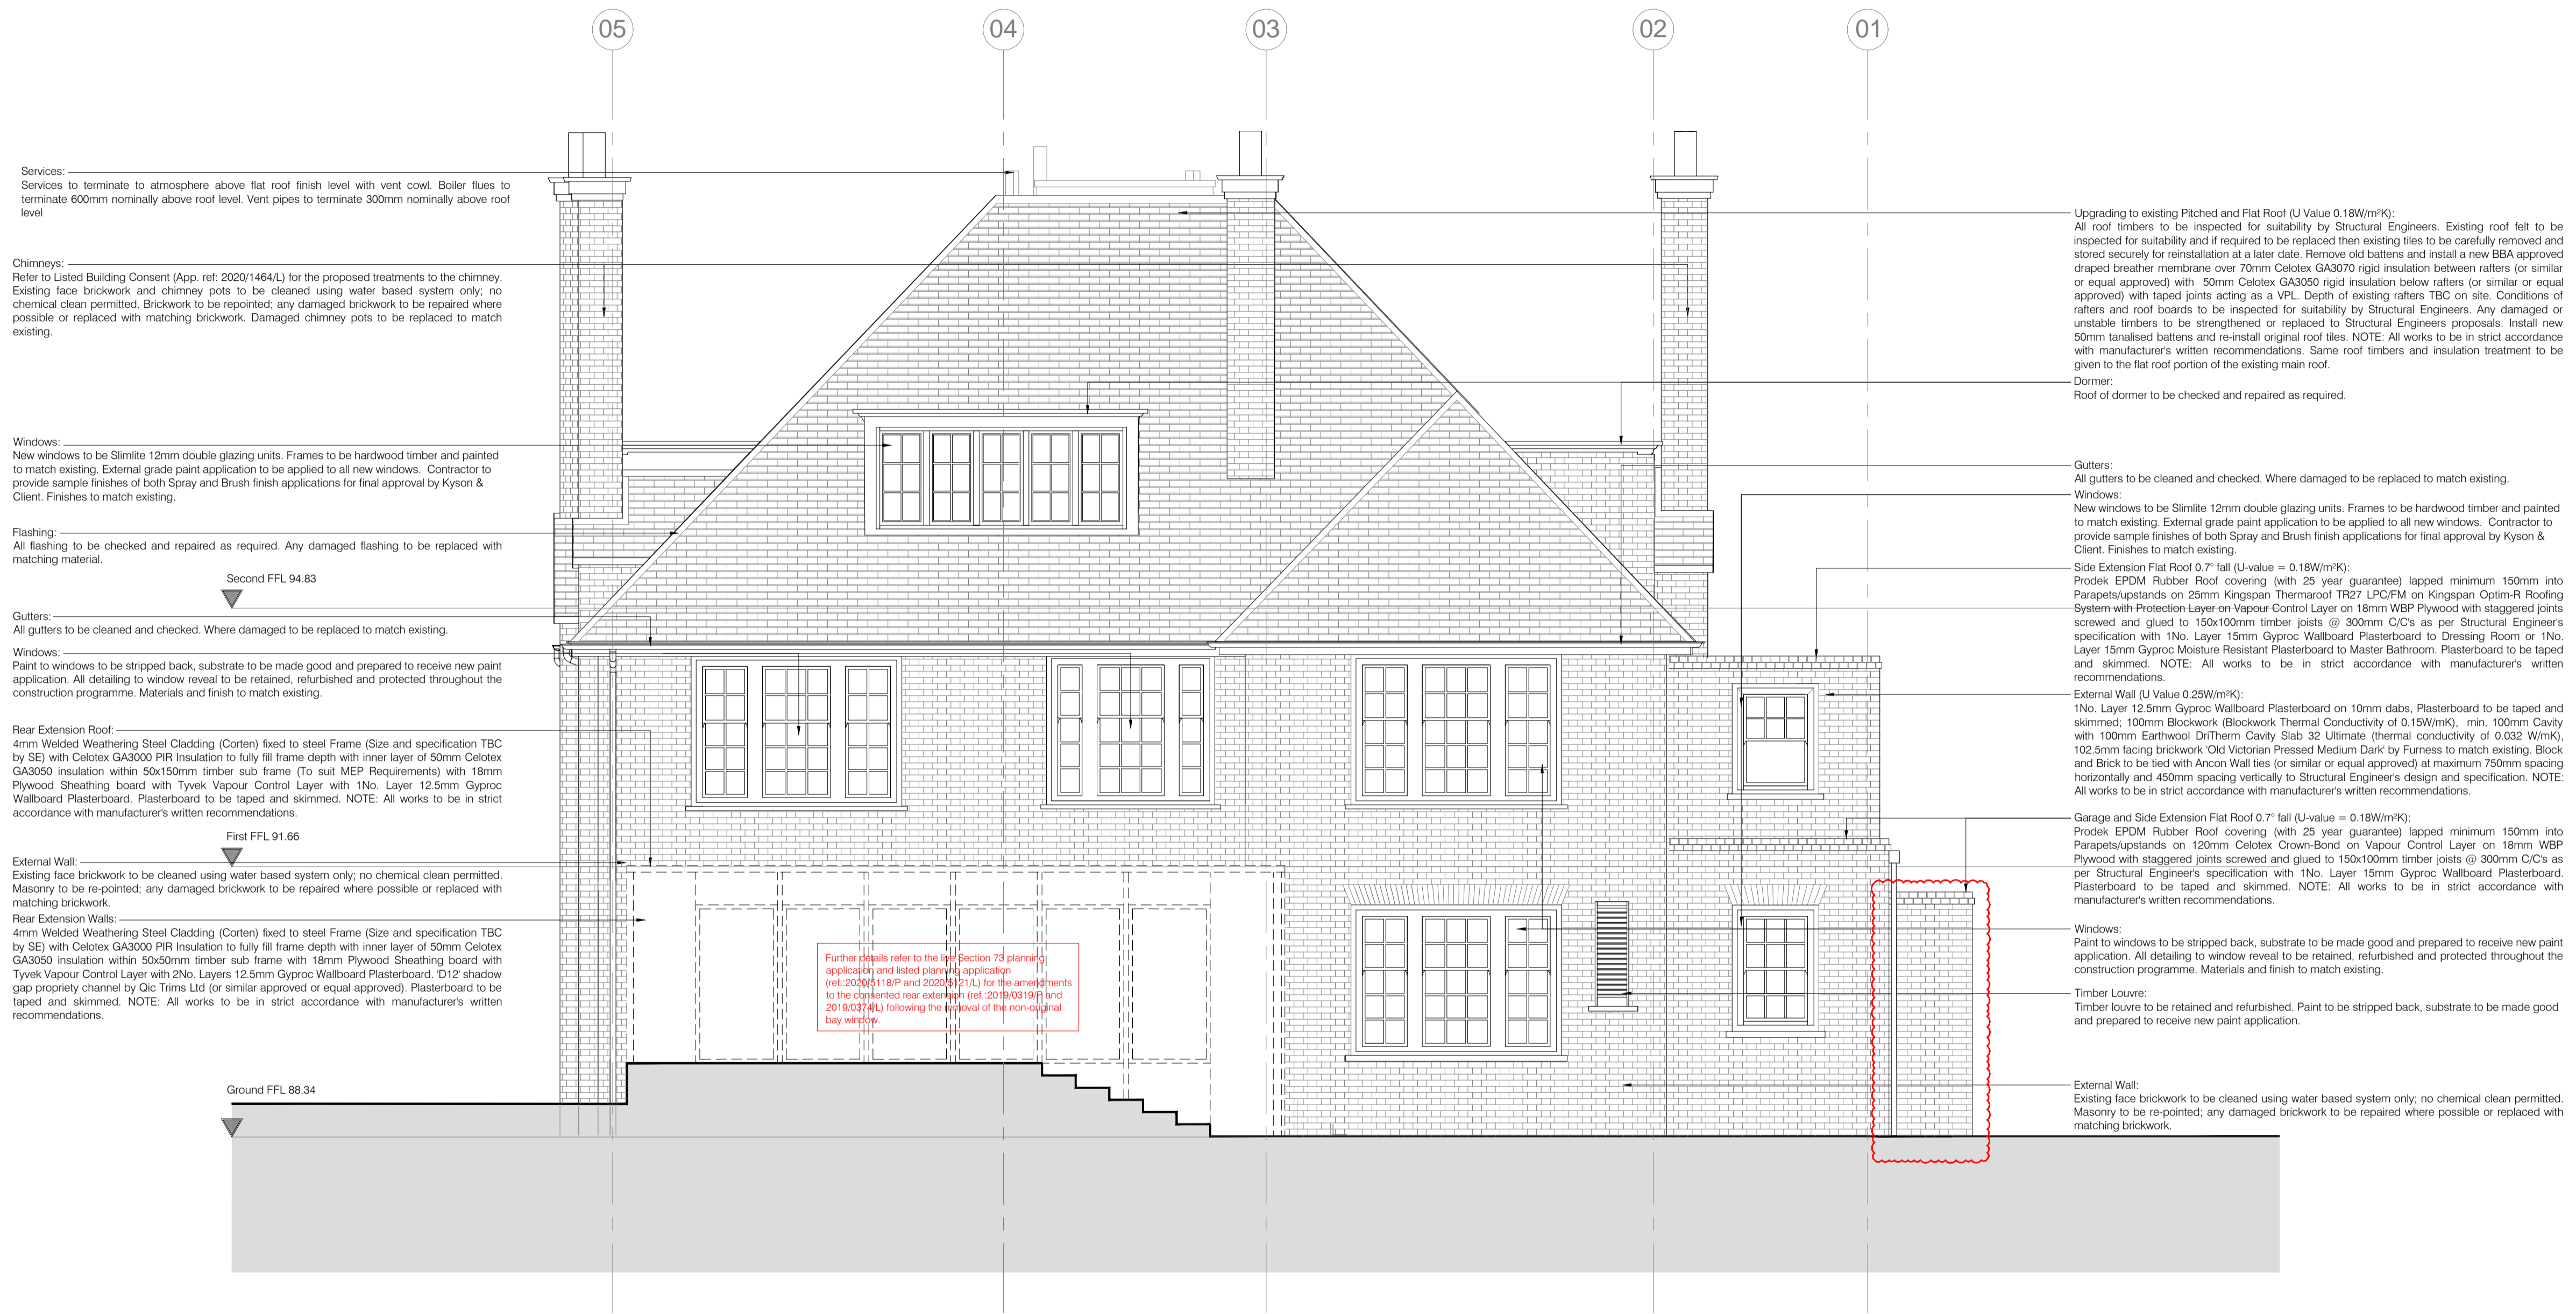 05
04
03
02
01
Services:
Services to terminate to atmosphere above flat roof finish level with vent cowl. Boiler flues to
terminate 600mm nominally above roof level. Vent pipes to terminate 300mm nominally above roof
level
Chimneys:
Refer to Listed Building Consent (App. ref: 2020/1464/L) for the proposed treatments to the chimney.
Existing face brickwork and chimney pots to be cleaned using water based system only; no
chemical clean permitted. Brickwork to be repointed; any damaged brickwork to be repaired where
possible or replaced with matching brickwork. Damaged chimney pots to be replaced to match
existing.
Windows:
New windows to be Slimlite 12mm double glazing units. Frames to be hardwood timber and painted
to match existing. External grade paint application to be applied to all new windows. Contractor to
provide sample finishes of both Spray and Brush finish applications for final approval by Kyson &
Client. Finishes to match existing.
Flashing:
All flashing to be checked and repaired as required. Any damaged flashing to be replaced with
matching material.
Second FFL 94.83
Gutters:
All gutters to be cleaned and checked. Where damaged to be replaced to match existing.
Windows:
Paint to windows to be stripped back, substrate to be made good and prepared to receive new paint
application. All detailing to window reveal to be retained, refurbished and protected throughout the
construction programme. Materials and finish to match existing.
Rear Extension Roof:
4mm Welded Weathering Steel Cladding (Corten) fixed to steel Frame (Size and specification TBC
by SE) with Celotex GA3000 PIR Insulation to fully fill frame depth with inner layer of 50mm Celotex
GA3050 insulation within 50x150mm timber sub frame (To suit MEP Requirements) with 18mm
Plywood Sheathing board with Tyvek Vapour Control Layer with 1No. Layer 12.5mm Gyproc
Wallboard Plasterboard. Plasterboard to be taped and skimmed. NOTE: All works to be in strict
accordance with manufacturer's written recommendations.
First FFL 91.66
External Wall:
Existing face brickwork to be cleaned using water based system only; no chemical clean permitted.
Masonry to be re-pointed; any damaged brickwork to be repaired where possible or replaced with
matching brickwork.
Rear Extension Walls:
4mm Welded Weathering Steel Cladding (Corten) fixed to steel Frame (Size and specification TBC
by SE) with Celotex GA3000 PIR Insulation to fully fill frame depth with inner layer of 50mm Celotex
GA3050 insulation within 50x50mm timber sub frame with 18mm Plywood Sheathing board with
Tyvek Vapour Control Layer with 2No. Layers 12.5mm Gyproc Wallboard Plasterboard. 'D12' shadow
gap propriety channel by Qic Trims Ltd (or similar approved or equal approved). Plasterboard to be
taped and skimmed. NOTE: All works to be in strict accordance with manufacturer's written
recommendations.
Ground FFL 88.34
Further details refer to the live Section 73 planning
application and listed planning application
(ref.:2020/5118/P and 2020/5121/L) for the amendments
to the consented rear extension (ref.:2019/0319/P and
2019/0374/L) following the removal of the non-original
bay window.
Upgrading to existing Pitched and Flat Roof (U Value 0.18W/m²K):
All roof timbers to be inspected for suitability by Structural Engineers. Existing roof felt to be
inspected for suitability and if required to be replaced then existing tiles to be carefully removed and
stored securely for reinstallation at a later date. Remove old battens and install a new BBA approved
draped breather membrane over 70mm Celotex GA3070 rigid insulation between rafters (or similar
or equal approved) with 50mm Celotex GA3050 rigid insulation below rafters (or similar or equal
approved) with taped joints acting as a VPL. Depth of existing rafters TBC on site. Conditions of
rafters and roof boards to be inspected for suitability by Structural Engineers. Any damaged or
unstable timbers to be strengthened or replaced to Structural Engineers proposals. Install new
50mm tanalised battens and re-install original roof tiles. NOTE: All works to be in strict accordance
with manufacturer's written recommendations. Same roof timbers and insulation treatment to be
given to the flat roof portion of the existing main roof.
Dormer:
Roof of dormer to be checked and repaired as required.
Gutters:
All gutters to be cleaned and checked. Where damaged to be replaced to match existing.
Windows:
New windows to be Slimlite 12mm double glazing units. Frames to be hardwood timber and painted
to match existing. External grade paint application to be applied to all new windows. Contractor to
provide sample finishes of both Spray and Brush finish applications for final approval by Kyson &
Client. Finishes to match existing.
Side Extension Flat Roof 0.7° fall (U-value = 0.18W/m²K):
Prodek EPDM Rubber Roof covering (with 25 year guarantee) lapped minimum 150mm into
Parapets/upstands on 25mm Kingspan Thermaroof TR27 LPC/FM on Kingspan Optim-R Roofing
System with Protection Layer on Vapour Control Layer on 18mm WBP Plywood with staggered joints
screwed and glued to 150x100mm timber joists @ 300mm C/C's as per Structural Engineer's
specification with 1No. Layer 15mm Gyproc Wallboard Plasterboard to Dressing Room or 1No.
Layer 15mm Gyproc Moisture Resistant Plasterboard to Master Bathroom. Plasterboard to be taped
and skimmed. NOTE: All works to be in strict accordance with manufacturer's written
recommendations.
External Wall (U Value 0.25W/m²K):
1No. Layer 12.5mm Gyproc Wallboard Plasterboard on 10mm dabs, Plasterboard to be taped and
skimmed; 100mm Blockwork (Blockwork Thermal Conductivity of 0.15W/mK), min. 100mm Cavity
with 100mm Earthwool DriTherm Cavity Slab 32 Ultimate (thermal conductivity of 0.032 W/mK),
102.5mm facing brickwork 'Old Victorian Pressed Medium Dark' by Furness to match existing. Block
and Brick to be tied with Ancon Wall ties (or similar or equal approved) at maximum 750mm spacing
horizontally and 450mm spacing vertically to Structural Engineer's design and specification. NOTE:
All works to be in strict accordance with manufacturer's written recommendations.
Garage and Side Extension Flat Roof 0.7° fall (U-value = 0.18W/m²K):
Prodek EPDM Rubber Roof covering (with 25 year guarantee) lapped minimum 150mm into
Parapets/upstands on 120mm Celotex Crown-Bond on Vapour Control Layer on 18mm WBP
Plywood with staggered joints screwed and glued to 150x100mm timber joists @ 300mm C/C's as
per Structural Engineer's specification with 1No. Layer 15mm Gyproc Wallboard Plasterboard.
Plasterboard to be taped and skimmed. NOTE: All works to be in strict accordance with
manufacturer's written recommendations.
Windows:
Paint to windows to be stripped back, substrate to be made good and prepared to receive new paint
application. All detailing to window reveal to be retained, refurbished and protected throughout the
construction programme. Materials and finish to match existing.
Timber Louvre:
Timber louvre to be retained and refurbished. Paint to be stripped back, substrate to be made good
and prepared to receive new paint application.
External Wall:
Existing face brickwork to be cleaned using water based system only; no chemical clean permitted.
Masonry to be re-pointed; any damaged brickwork to be repaired where possible or replaced with
matching brickwork.